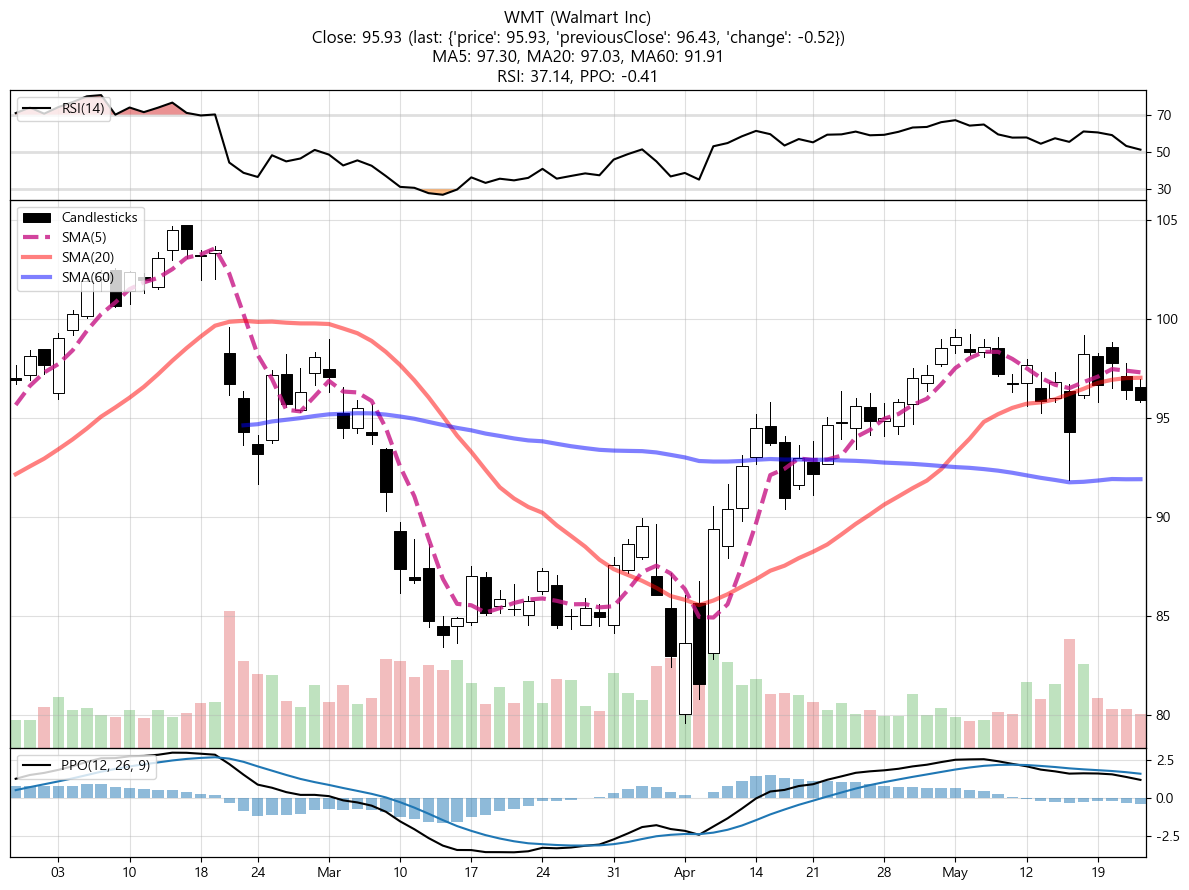 WMT (Walmart Inc)
Close: 95.93 (last: {'price': 95.93, 'previousClose': 96.43, 'change': -0.52})
MA5: 97.30, MA20: 97.03, MA60: 91.91
RSI: 37.14, PPO: -0.41
RSI(14)
70
50
30
Candlesticks
SMA(5)
SMA(20)
SMA(60)
105
100
95
90
85
80
PPO(12, 26, 9)
2.5
0.0
−2.5
03 10 18 24 Mar 10 17 24 31 Apr 14 21 28 May 12 19